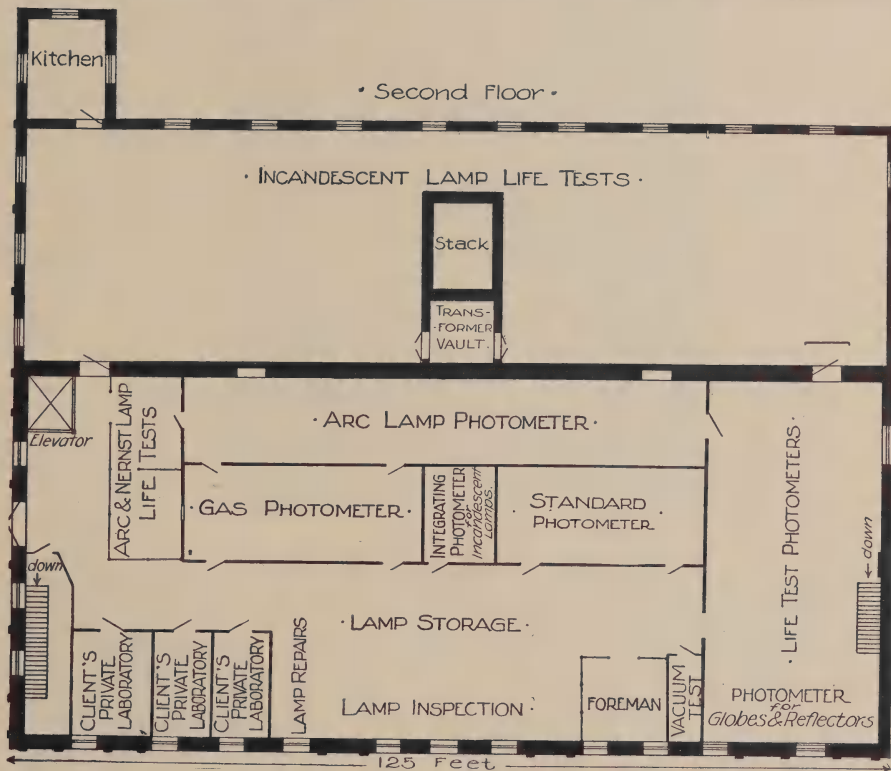 Kitchen
· Second Floor ·
· INCANDESCENT LAMP LIFE TESTS ·
Stack
TRANS-
·FORMER
VAULT.
Elevator
ARC & NERNST LAMP
LIFE TESTS
· ARC LAMP PHOTOMETER ·
· GAS PHOTOMETER ·
INTEGRATING
PHOTOMETER
for
Incandescent
Lamps.
· STANDARD ·
PHOTOMETER
· LIFE TEST PHOTOMETERS ·
down
down
· LAMP STORAGE ·
CLIENT'S
PRIVATE
LABORATORY
CLIENT'S
PRIVATE
LABORATORY
CLIENT'S
PRIVATE
LABORATORY
LAMP REPAIRS
LAMP INSPECTION
FOREMAN
VACUUM
TEST
PHOTOMETER
for
Globes & Reflectors
125 Feet